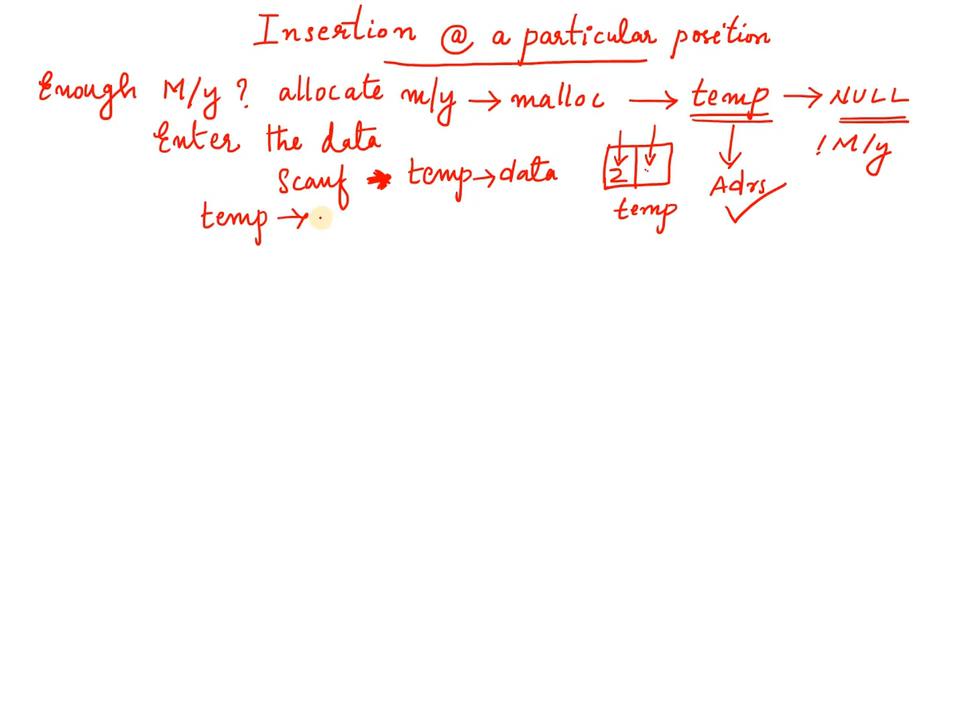 Insertion @ a particular position
Enough M/y ? allocate m/y → malloc → temp → NULL
Enter the data
! M/y
Scanf temp → data
2
Adrs
temp →
temp